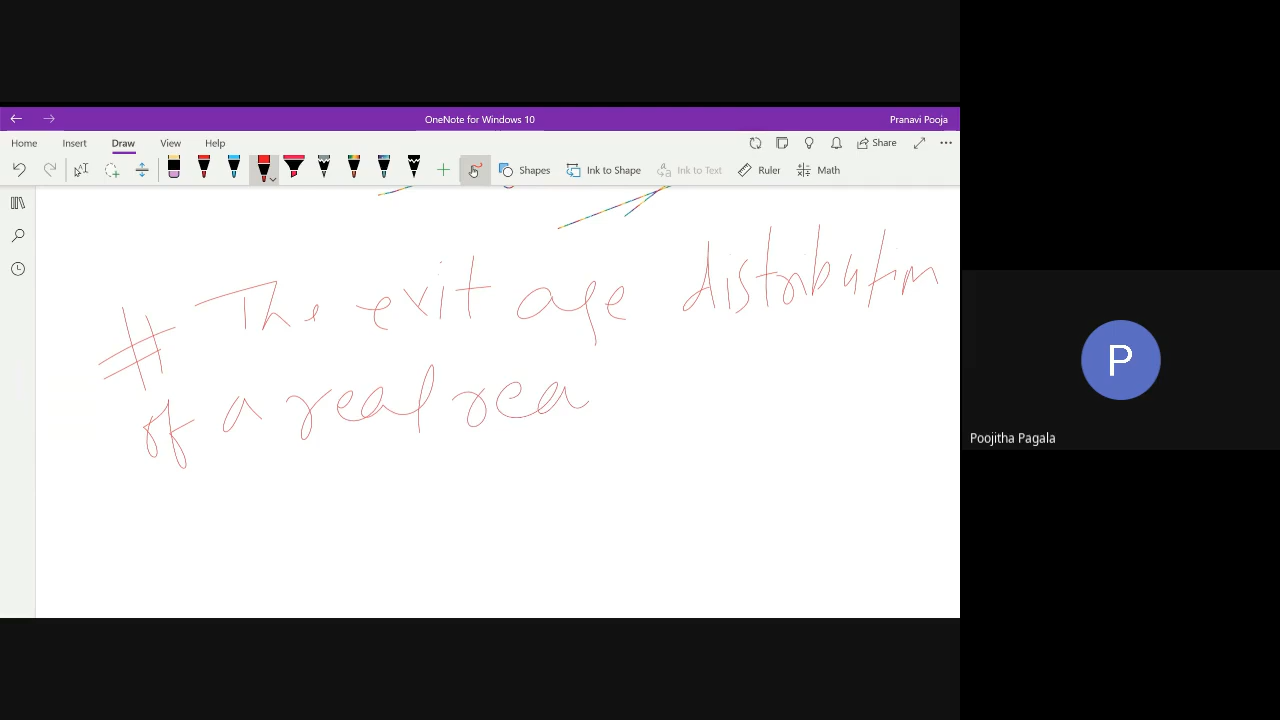 OneNote for Windows 10
Pranavi Pooja
Home Insert Draw View Help
Share
Shapes Ink to Shape Ink to Text Ruler Math
# The exit age distribution
of a real rea
P
Poojitha Pagala